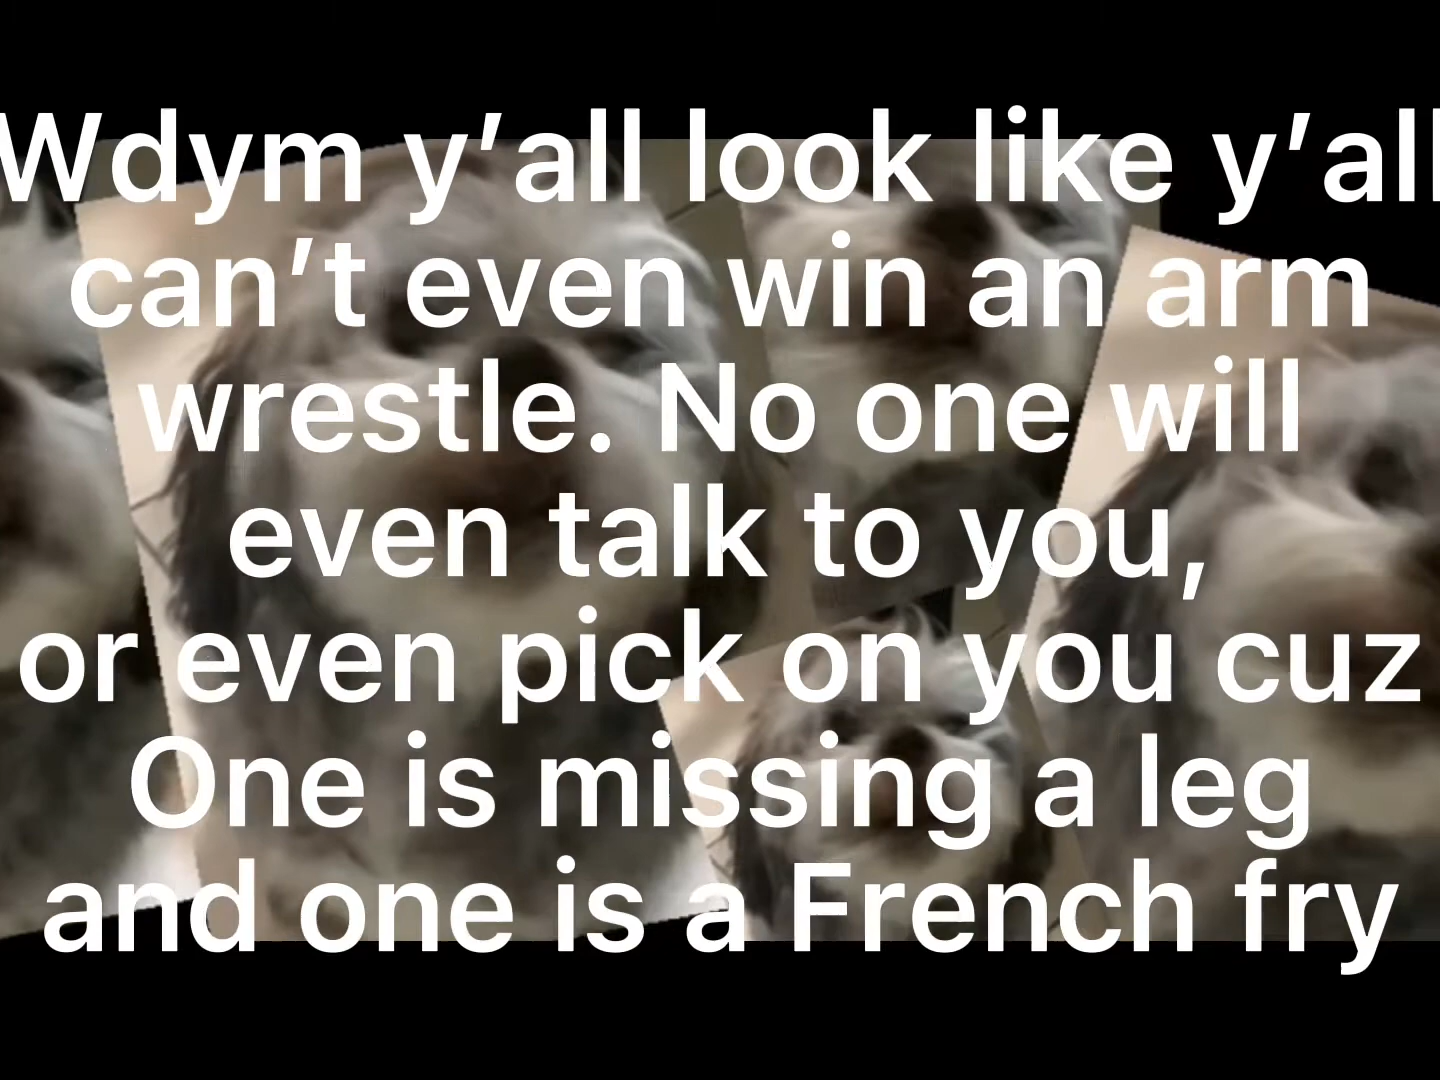 Wdym y’all look like y’all
can’t even win an arm
wrestle. No one will
even talk to you,
or even pick on you cuz
One is missing a leg
and one is a French fry